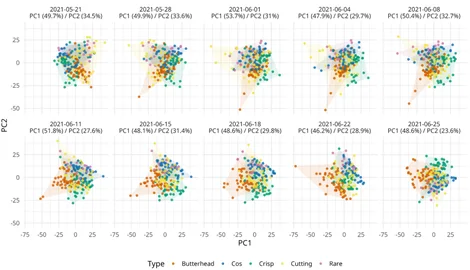 2021-05-21 2021-05-28 2021-06-01 2021-06-04 2021-06-08
PC1 (49.7%) / PC2 (34.5%) PC1 (49.9%) / PC2 (33.6%) PC1 (53.7%) / PC2 (31%) PC1 (47.9%) / PC2 (29.7%) PC1 (50.4%) / PC2 (32.7%)
25
0
-25
-50
2021-06-11 2021-06-15 2021-06-18 2021-06-22 2021-06-25
PC1 (51.8%) / PC2 (27.6%) PC1 (48.1%) / PC2 (31.4%) PC1 (48.6%) / PC2 (29.8%) PC1 (46.2%) / PC2 (28.9%) PC1 (48.6%) / PC2 (23.6%)
PC2
25
0
-25
-50
-75 -50 -25 0 25 -75 -50 -25 0 25 -75 -50 -25 0 25 -75 -50 -25 0 25 -75 -50 -25 0 25
PC1
Type Butterhead Cos Crisp Cutting Rare